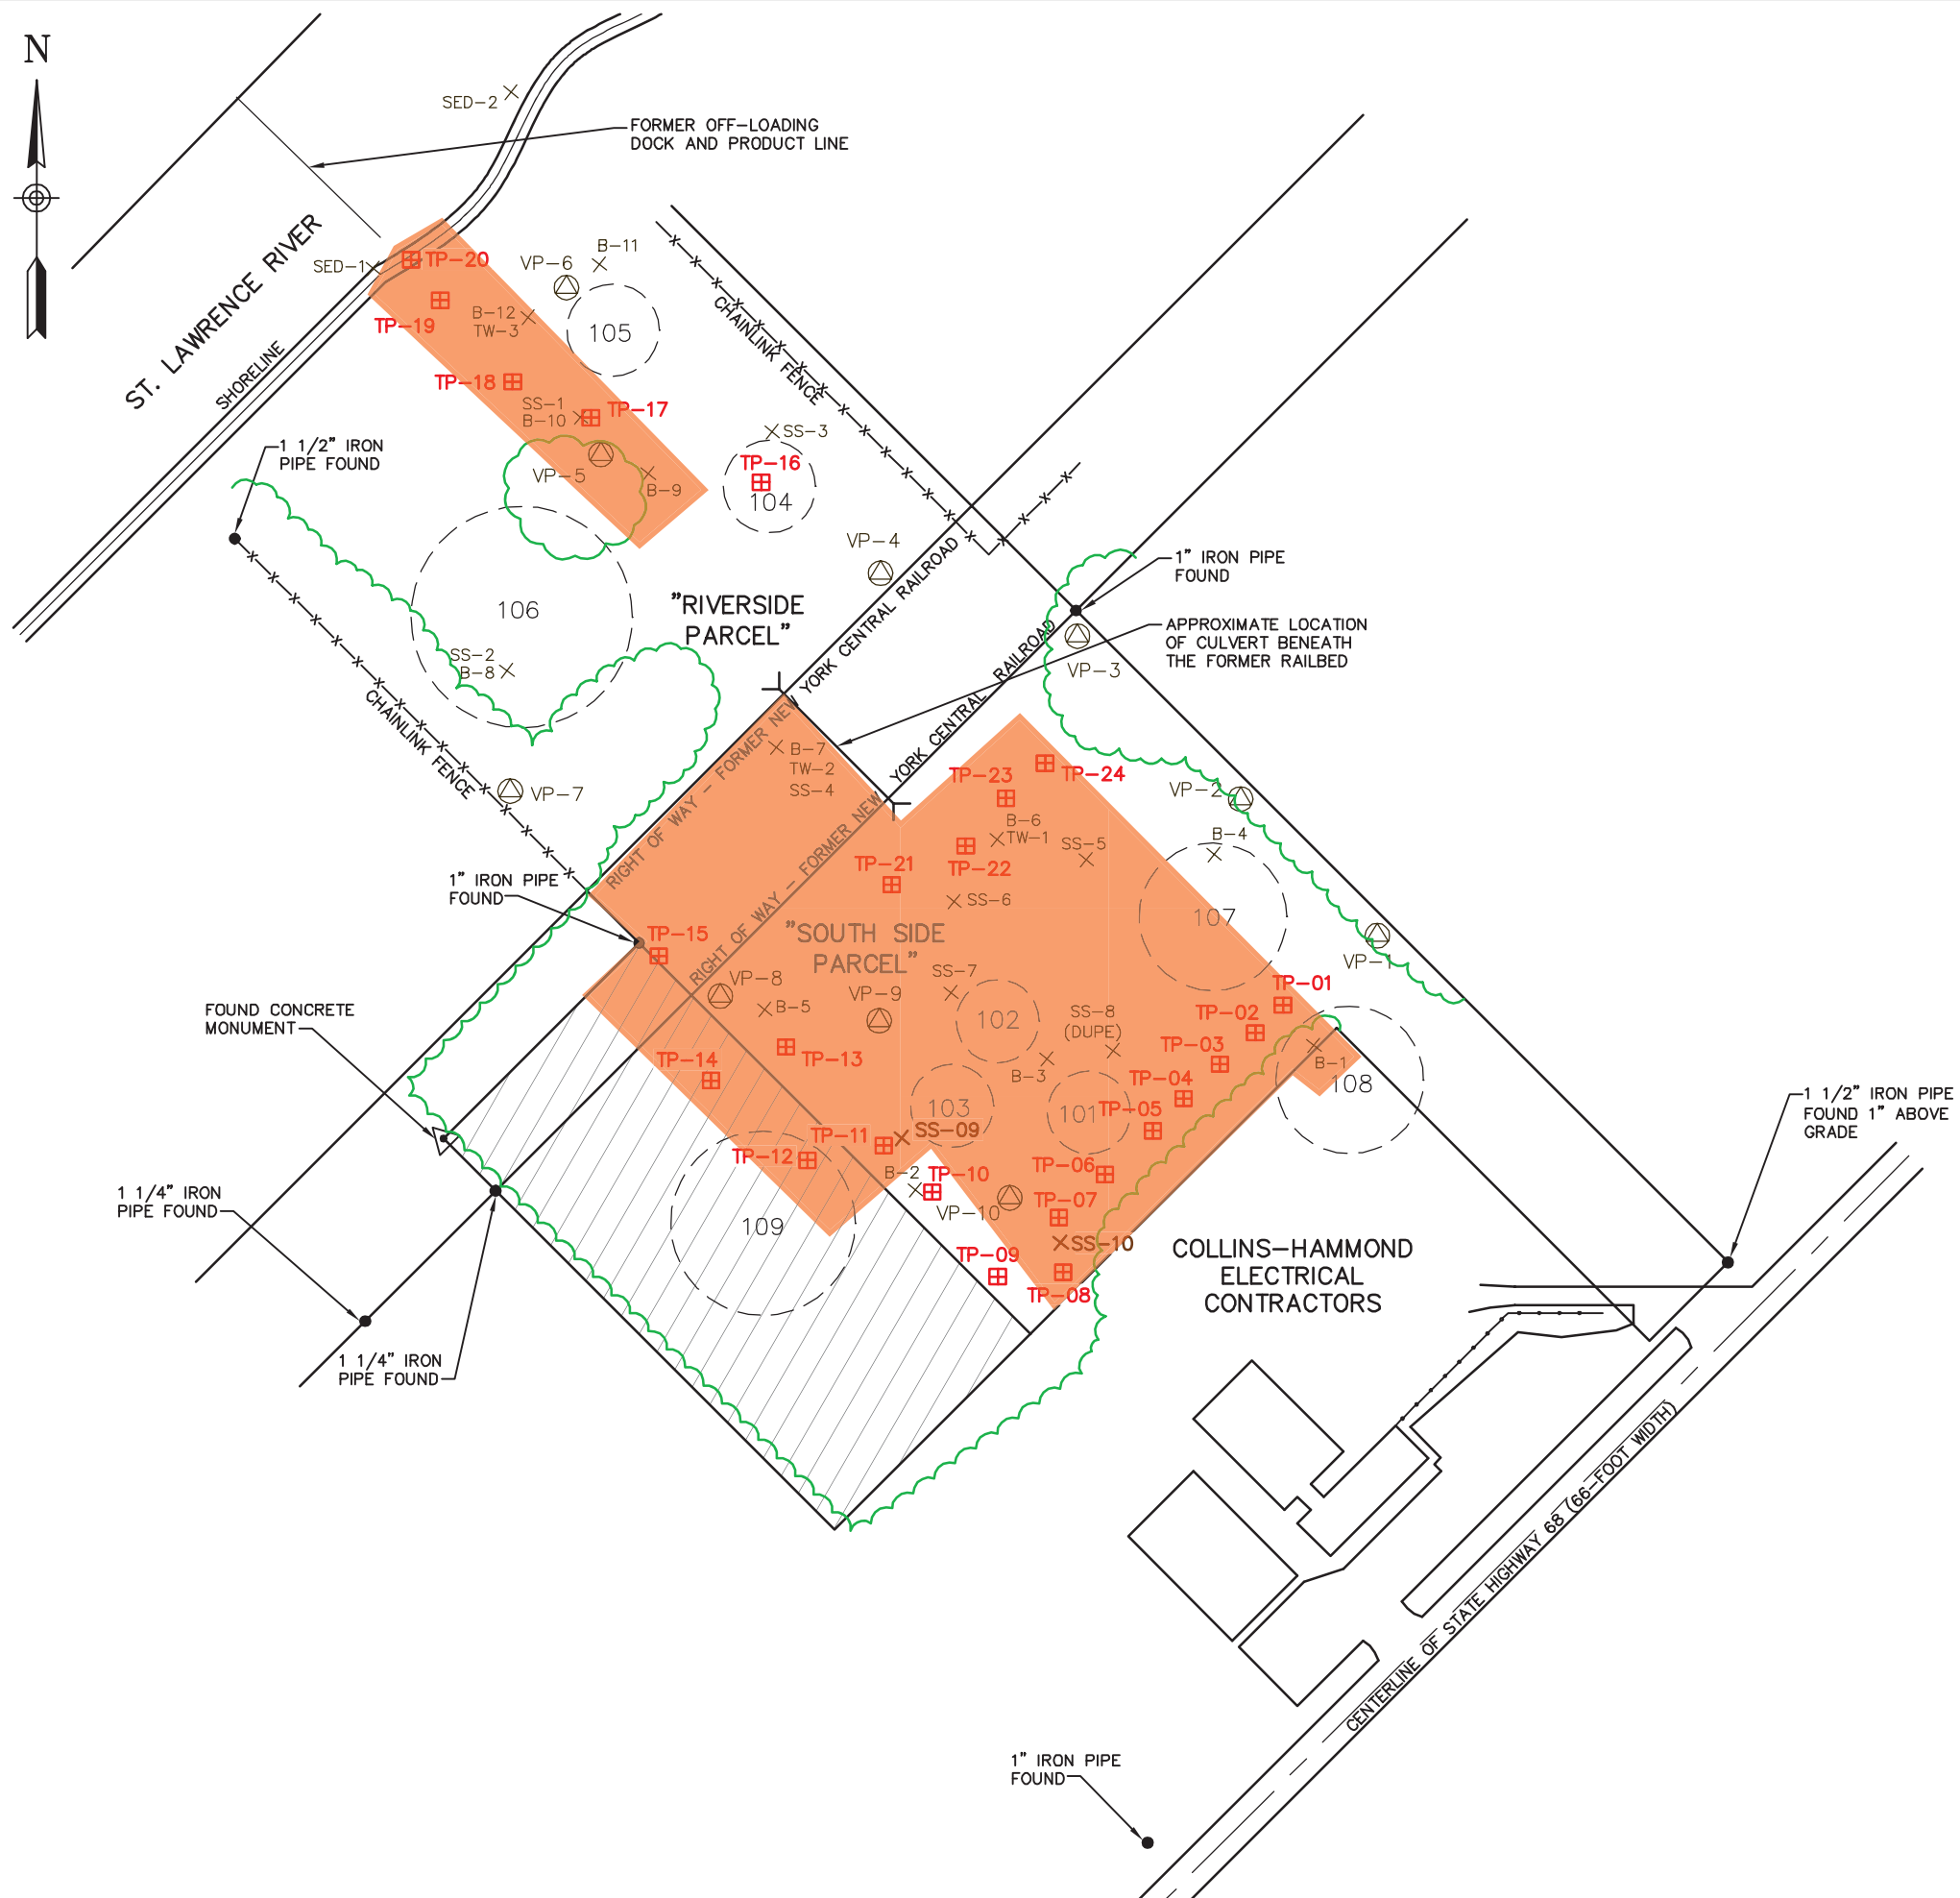 N
SED-2
FORMER OFF-LOADING
DOCK AND PRODUCT LINE
ST. LAWRENCE RIVER
SHORELINE
SED-1
TP-20
VP-6
B-11
TP-19
B-12
TW-3
105
CHAINLINK FENCE
TP-18
SS-1
B-10
TP-17
SS-3
1 1/2" IRON
PIPE FOUND
VP-5
B-9
TP-16
104
VP-4
1" IRON PIPE
FOUND
106
"RIVERSIDE
PARCEL"
YORK CENTRAL RAILROAD
APPROXIMATE LOCATION
OF CULVERT BENEATH
THE FORMER RAILBED
SS-2
B-8
VP-3
CHAINLINK FENCE
YORK CENTRAL RAILROAD
RIGHT OF WAY - FORMER NEW
B-7
TW-2
SS-4
VP-7
TP-23
TP-24
VP-2
B-6
TW-1
SS-5
B-4
RIGHT OF WAY - FORMER NEW
TP-21
TP-22
1" IRON PIPE
FOUND
SS-6
107
TP-15
"SOUTH SIDE
PARCEL"
VP-1
VP-8
SS-7
B-5
VP-9
TP-01
FOUND CONCRETE
MONUMENT
102
SS-8
(DUPE)
TP-02
TP-03
TP-13
TP-14
B-3
B-1
108
TP-04
103
101
TP-05
1 1/2" IRON PIPE
FOUND 1" ABOVE
GRADE
TP-11
SS-09
TP-12
B-2
TP-10
TP-06
1 1/4" IRON
PIPE FOUND
109
VP-10
TP-07
SS-10
TP-09
TP-08
COLLINS-HAMMOND
ELECTRICAL
CONTRACTORS
1 1/4" IRON
PIPE FOUND
CENTERLINE OF STATE HIGHWAY 68 (66-FOOT WIDTH)
1" IRON PIPE
FOUND